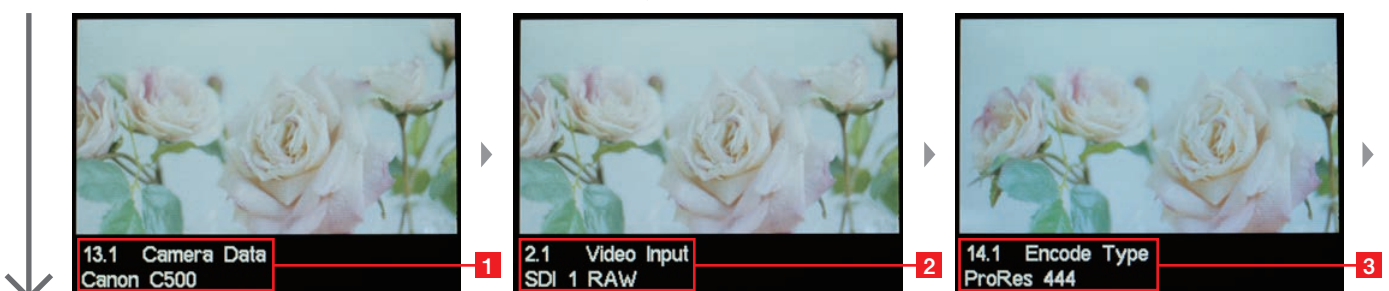 13.1 Camera Data
Canon C500
1
2.1 Video Input
SDI 1 RAW
2
14.1 Encode Type
ProRes 444
3